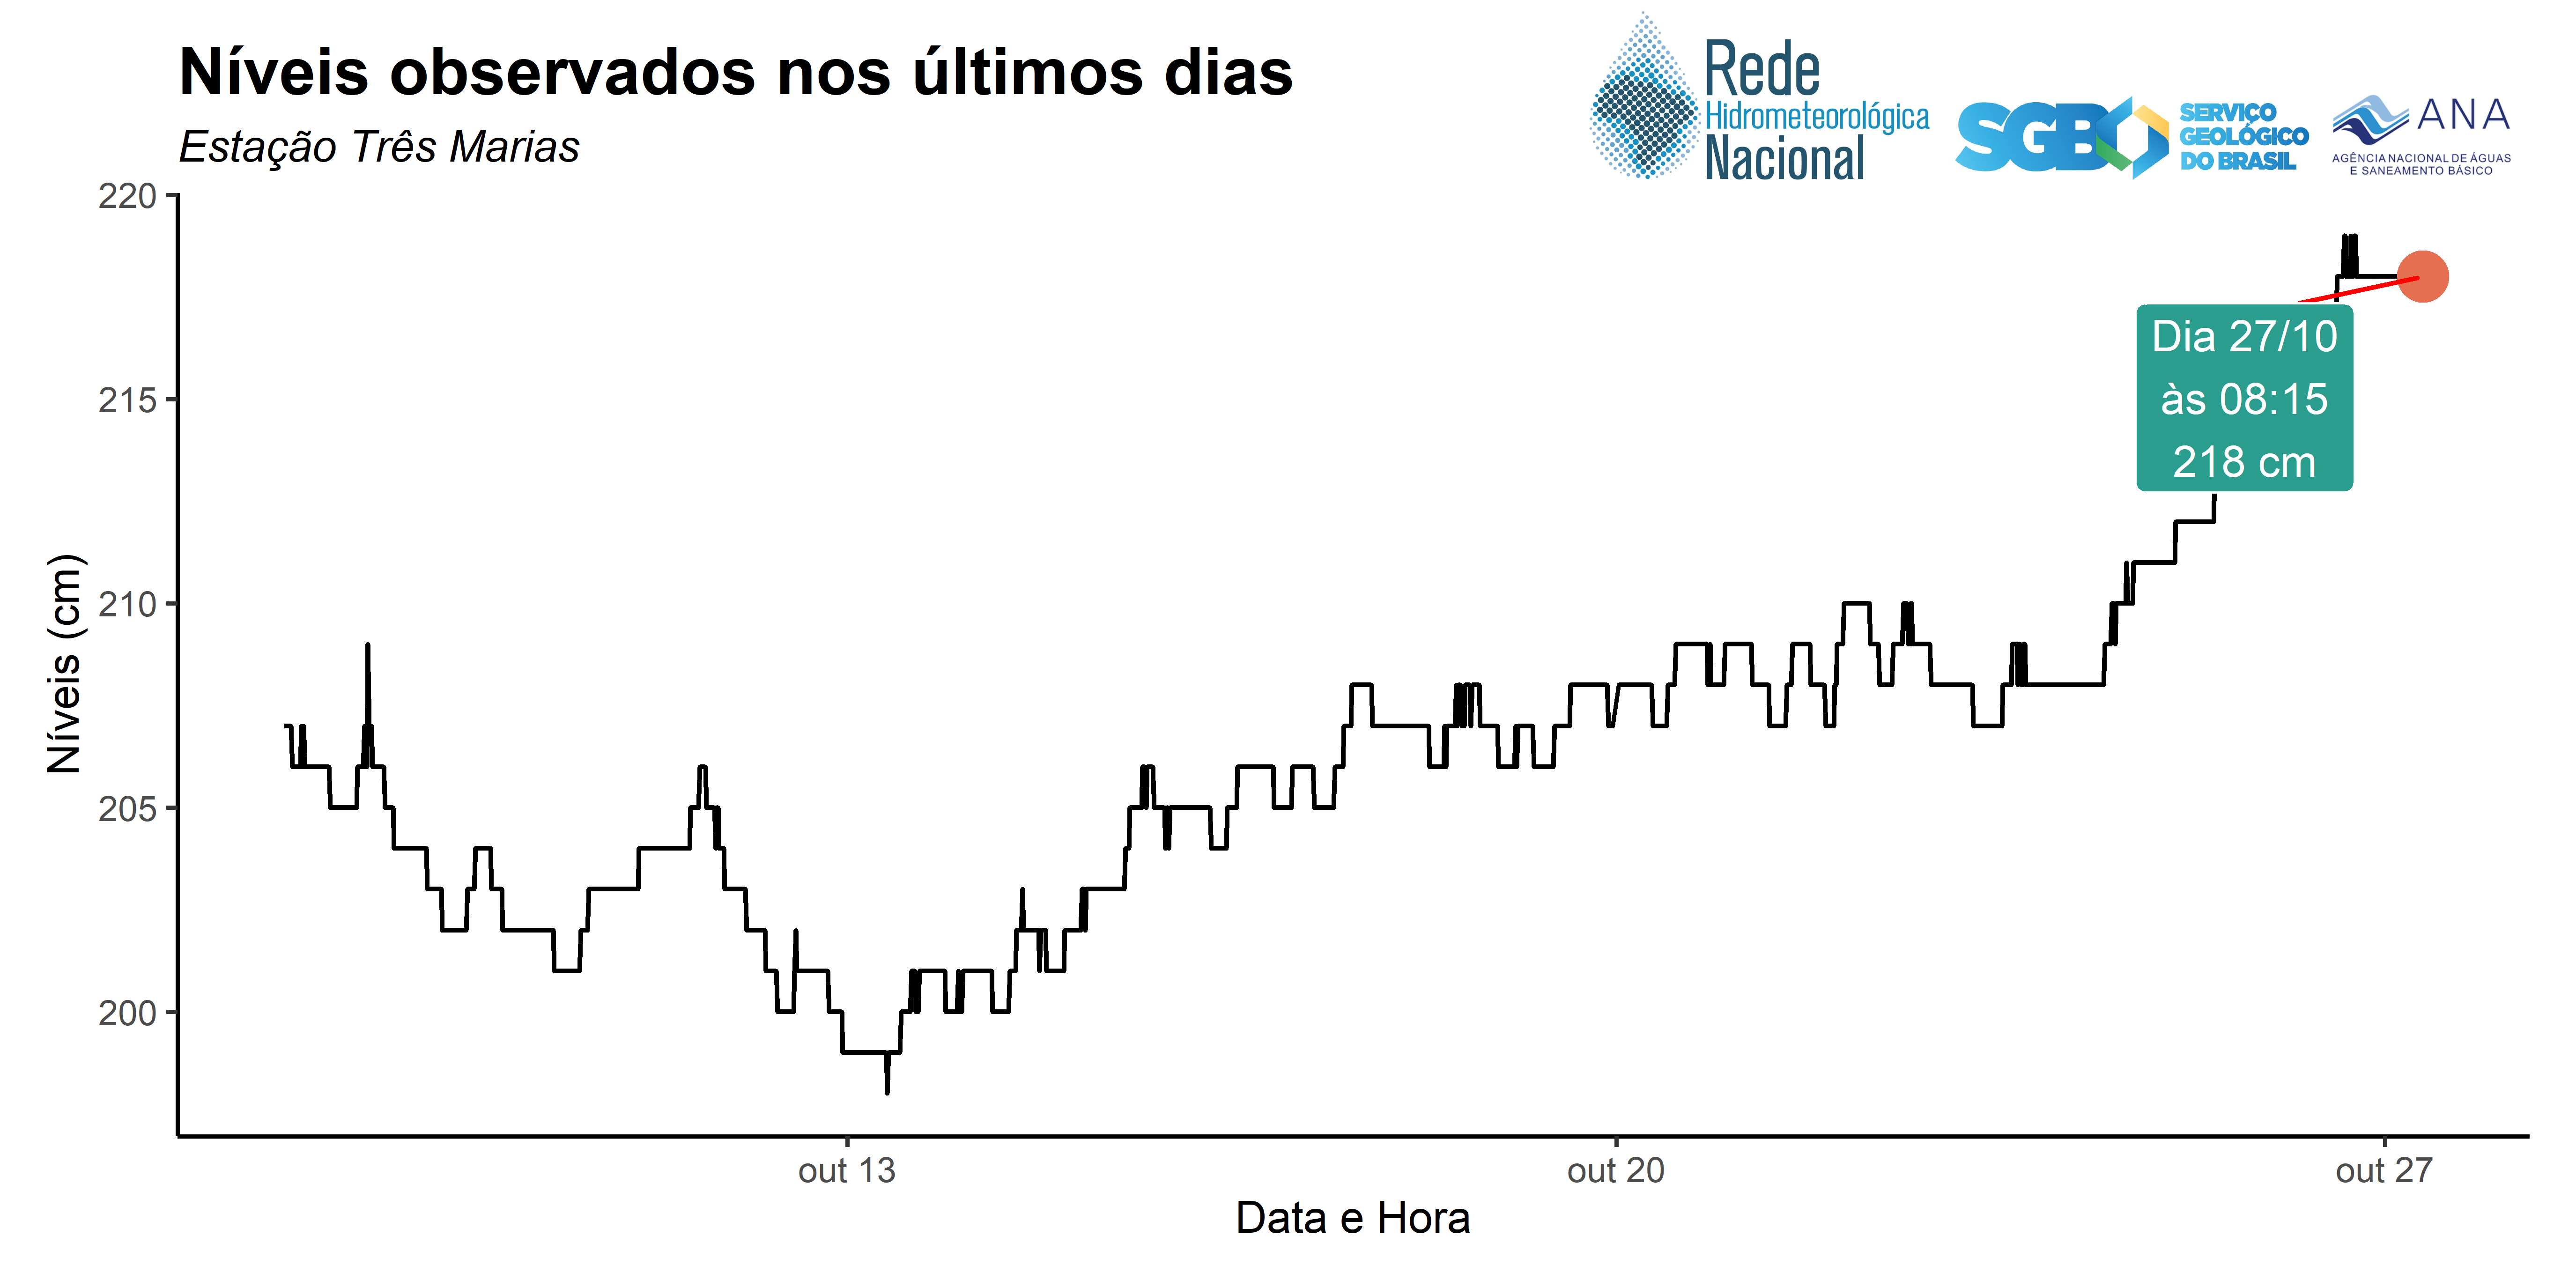 Níveis observados nos últimos dias
Estação Três Marias
Rede
Hidrometeorológica
Nacional
SGB
SERVIÇO
GEOLÓGICO
DO BRASIL
ANA
AGÊNCIA NACIONAL DE ÁGUAS
E SANEAMENTO BÁSICO
220
215
210
205
200
Níveis (cm)
Dia 27/10
às 08:15
218 cm
out 13
out 20
out 27
Data e Hora